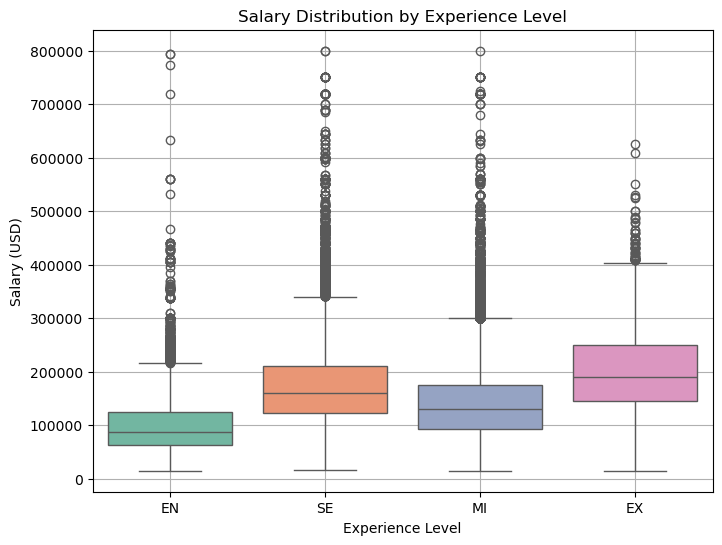 Salary Distribution by Experience Level
800000
700000
600000
500000
400000
300000
200000
100000
0
Salary (USD)
EN SE MI EX
Experience Level